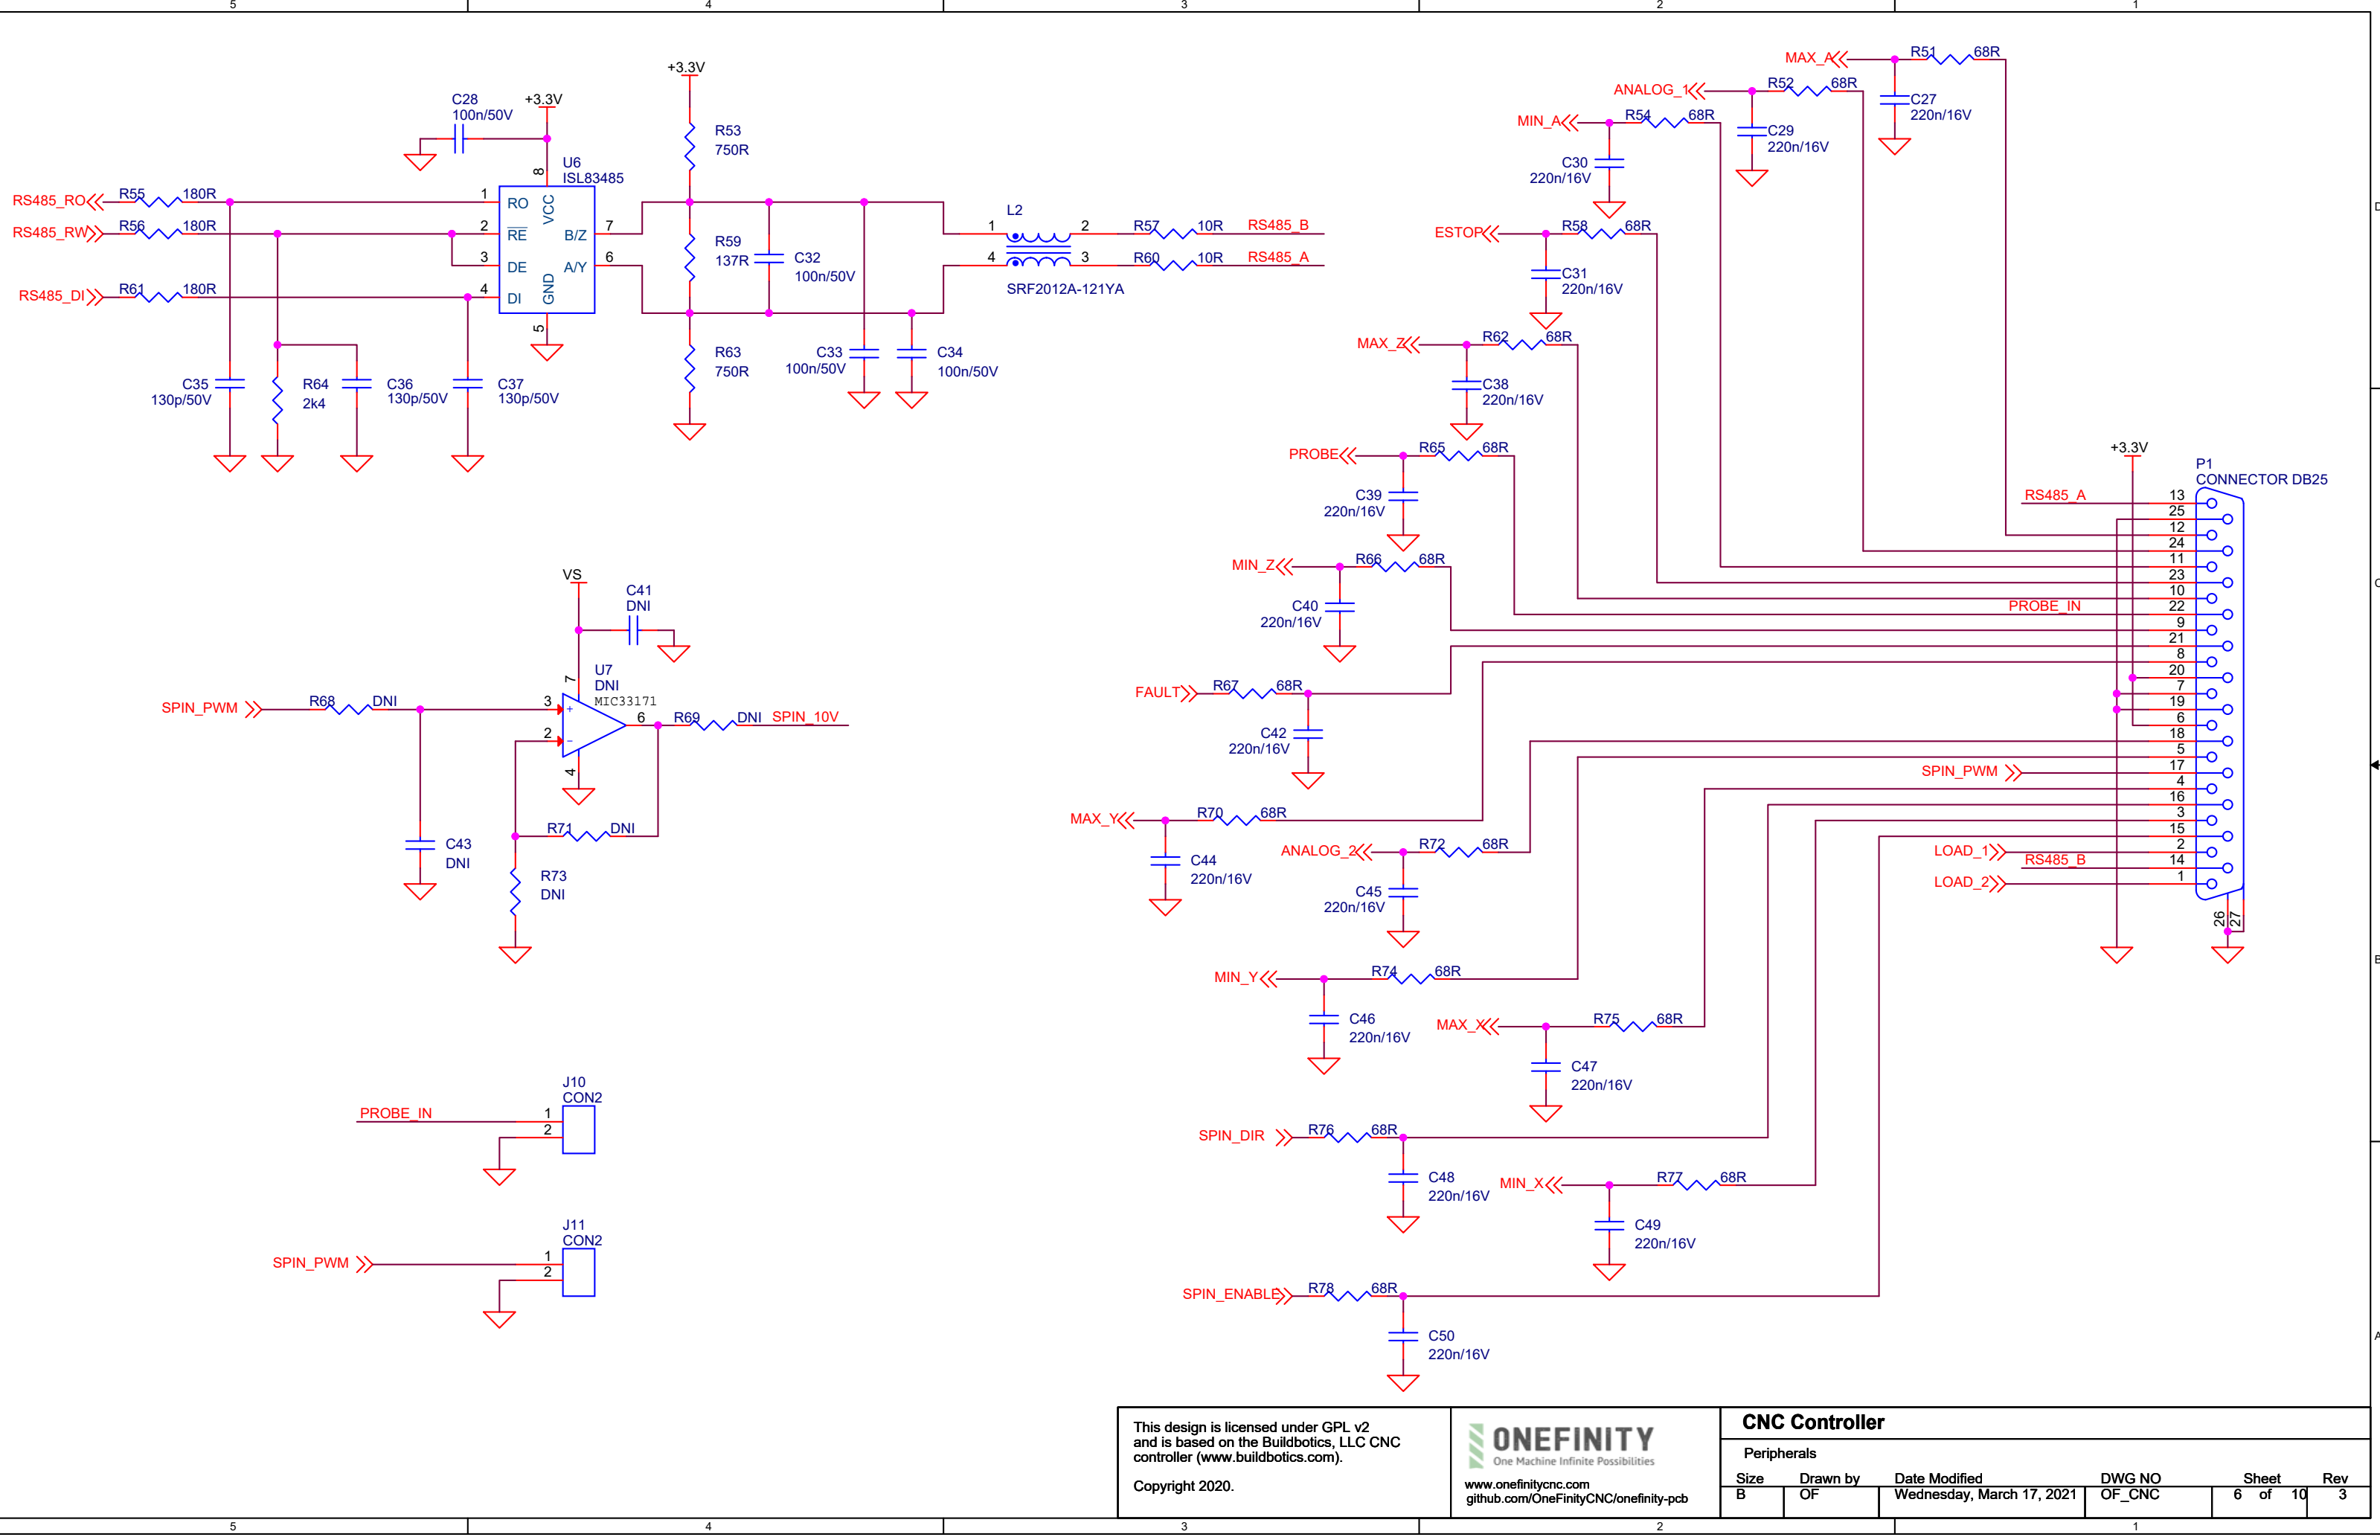 5 4 3 2 1
+3.3V
C28
100n/50V
+3.3V
R53
750R
U6
ISL83485
8
VCC
RS485_RO R55 180R 1 RO
RS485_RW R56 180R 2 RE B/Z 7
3 DE A/Y 6
RS485_DI R61 180R 4 DI
GND
5
R59
137R
C32
100n/50V
L2
1 2 R57 10R RS485_B
4 3 R60 10R RS485_A
SRF2012A-121YA
R63
750R
C33
100n/50V
C34
100n/50V
C35
130p/50V
R64
2k4
C36
130p/50V
C37
130p/50V
MAX_A R51 68R
C27
220n/16V
ANALOG_1 R52 68R
C29
220n/16V
MIN_A R54 68R
C30
220n/16V
ESTOP R58 68R
C31
220n/16V
MAX_Z R62 68R
C38
220n/16V
PROBE R65 68R
C39
220n/16V
MIN_Z R66 68R
C40
220n/16V
FAULT R67 68R
C42
220n/16V
MAX_Y R70 68R
C44
220n/16V
ANALOG_2 R72 68R
C45
220n/16V
MIN_Y R74 68R
C46
220n/16V
MAX_X R75 68R
C47
220n/16V
SPIN_DIR R76 68R
C48
220n/16V
MIN_X R77 68R
C49
220n/16V
SPIN_ENABLE R78 68R
C50
220n/16V
+3.3V
P1
CONNECTOR DB25
RS485_A 13
25
12
24
11
23
10
PROBE_IN 22
9
21
8
20
7
19
6
18
5
SPIN_PWM 17
4
16
3
15
LOAD_1 2
RS485_B 14
LOAD_2 1
26 27
VS
C41
DNI
U7
DNI
MIC33171
7
SPIN_PWM R68 DNI 3 +
2 -
6 R69 DNI SPIN_10V
4
R71 DNI
C43
DNI
R73
DNI
J10
CON2
PROBE_IN 1
2
J11
CON2
SPIN_PWM 1
2
D
C
B
A
This design is licensed under GPL v2
and is based on the Buildbotics, LLC CNC
controller (www.buildbotics.com).
Copyright 2020.
ONEFINITY
One Machine Infinite Possibilities
www.onefinitycnc.com
github.com/OneFinityCNC/onefinity-pcb
CNC Controller
Peripherals
Size Drawn by Date Modified DWG NO Sheet Rev
B OF Wednesday, March 17, 2021 OF_CNC 6 of 10 3
5 4 3 2 1